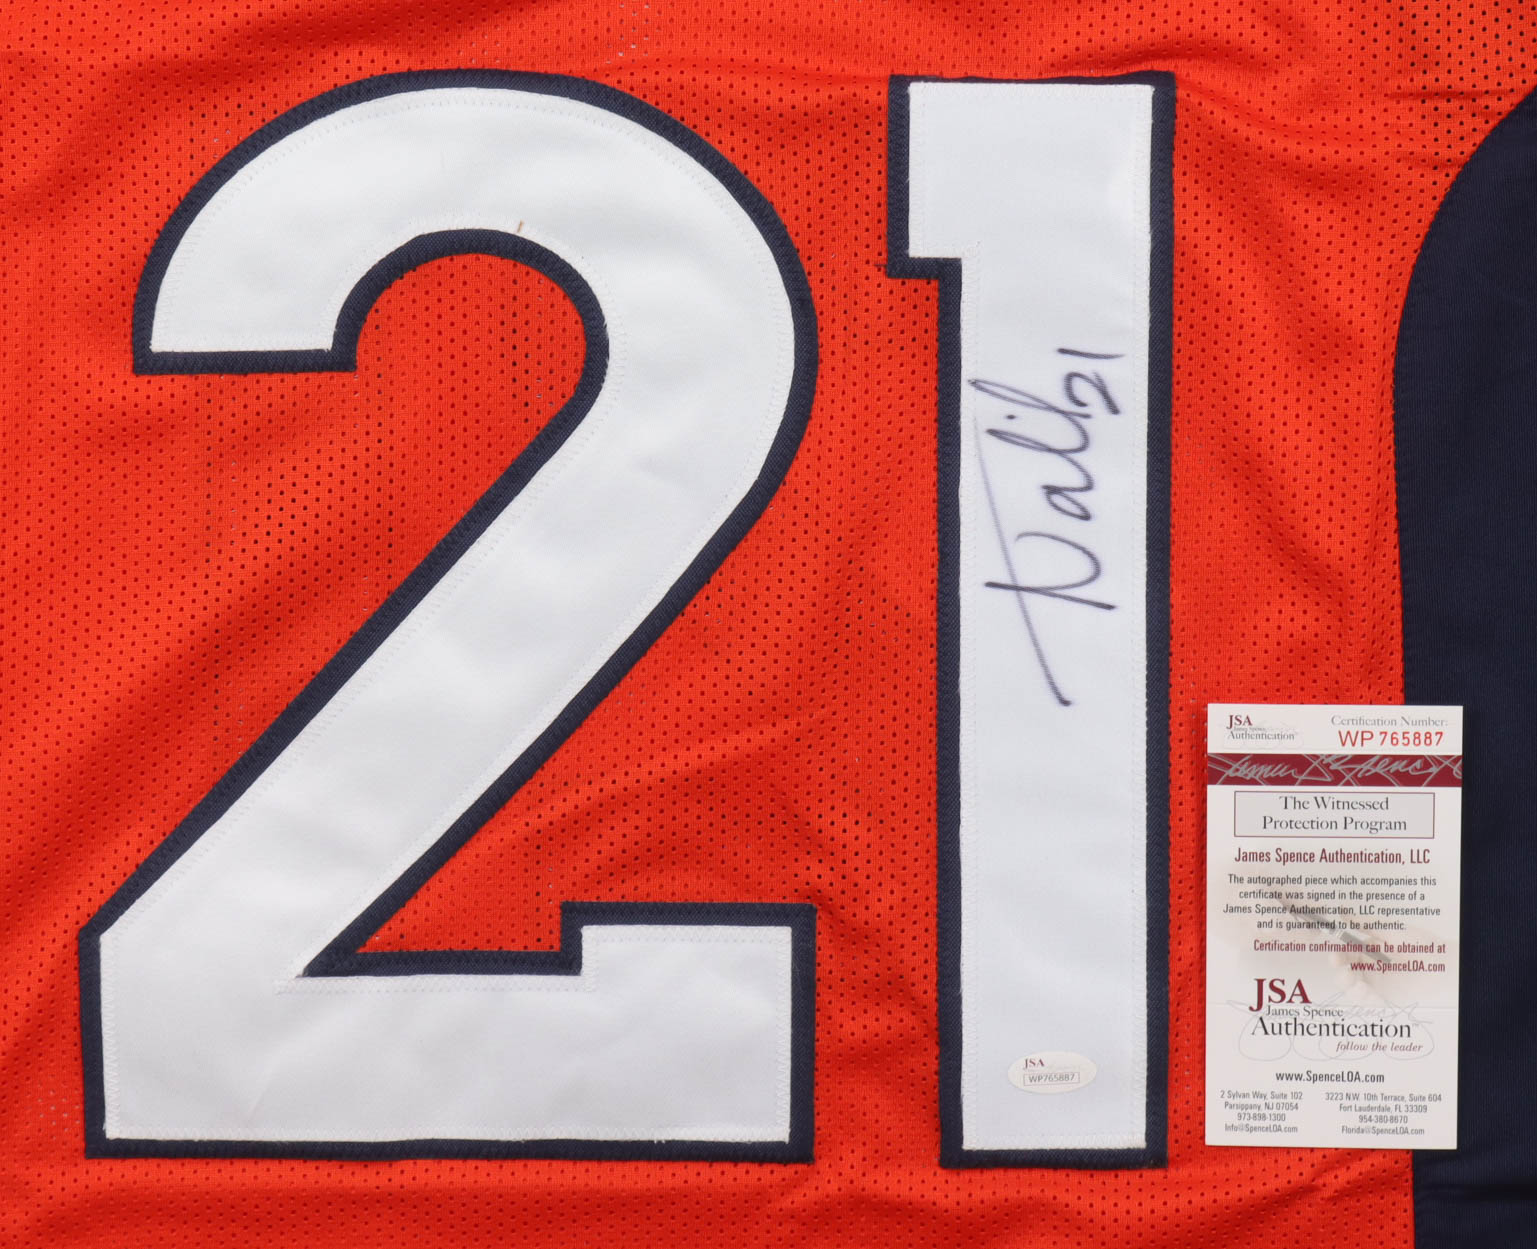 21
21
JSA
James Spence
Authentication
Certification Number:
WP 765887
The Witnessed
Protection Program
James Spence Authentication, LLC
The autographed piece which accompanies this
certificate was signed in the presence of a
James Spence Authentication, LLC representative
and is guaranteed to be authentic.
Certification confirmation can be obtained at
www.SpenceLOA.com
JSA
James Spence
Authentication™
follow the leader
www.SpenceLOA.com
2 Sylvan Way, Suite 102
Parsippany, NJ 07054
973-898-1300
Info@SpenceLOA.com
3223 N.W. 10th Terrace, Suite 604
Fort Lauderdale, FL 33309
954-380-8670
Florida@SpenceLOA.com
JSA
WP765887